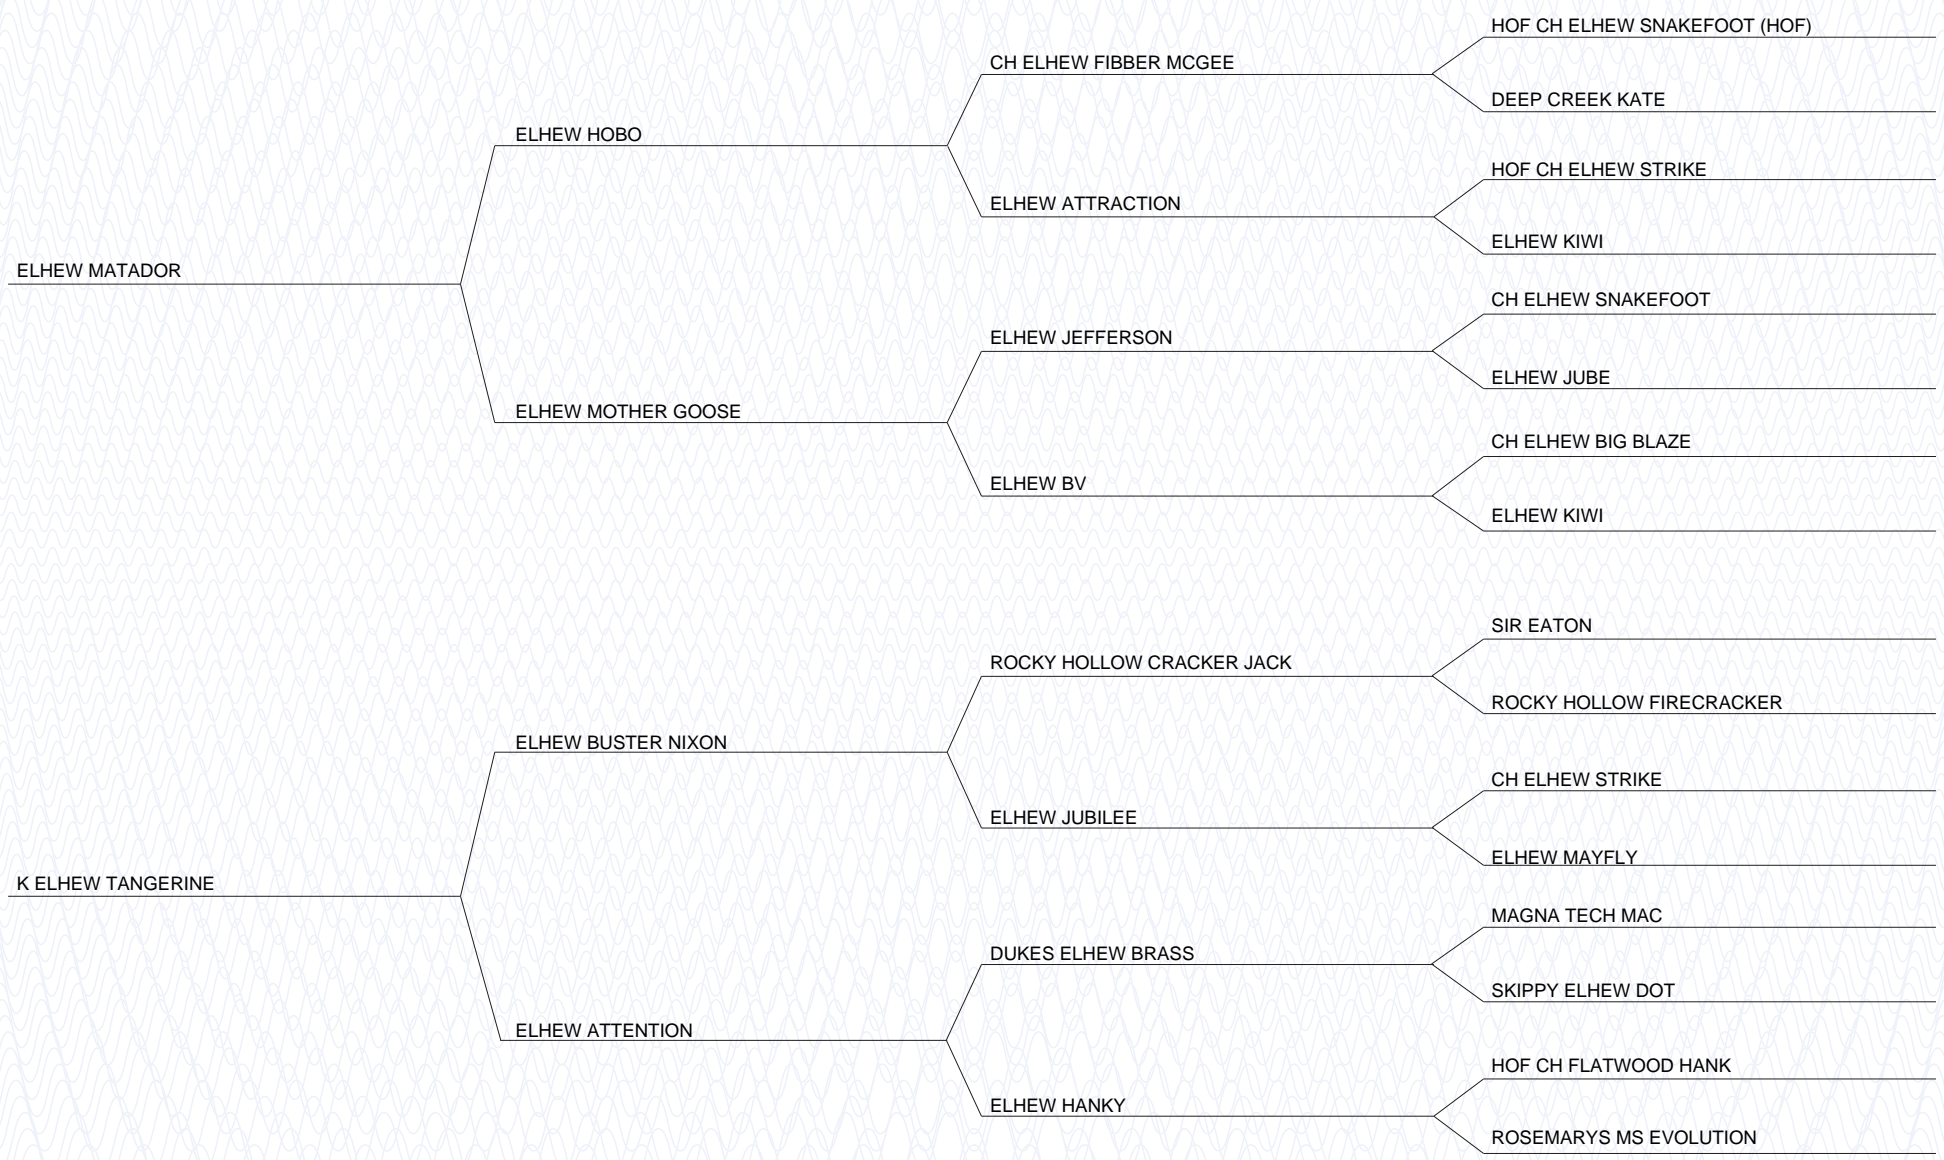 HOF CH ELHEW SNAKEFOOT (HOF)
CH ELHEW FIBBER MCGEE
DEEP CREEK KATE
ELHEW HOBO
HOF CH ELHEW STRIKE
ELHEW ATTRACTION
ELHEW KIWI
ELHEW MATADOR
CH ELHEW SNAKEFOOT
ELHEW JEFFERSON
ELHEW JUBE
ELHEW MOTHER GOOSE
CH ELHEW BIG BLAZE
ELHEW BV
ELHEW KIWI
SIR EATON
ROCKY HOLLOW CRACKER JACK
ROCKY HOLLOW FIRECRACKER
ELHEW BUSTER NIXON
CH ELHEW STRIKE
ELHEW JUBILEE
ELHEW MAYFLY
K ELHEW TANGERINE
MAGNA TECH MAC
DUKES ELHEW BRASS
SKIPPY ELHEW DOT
ELHEW ATTENTION
HOF CH FLATWOOD HANK
ELHEW HANKY
ROSEMARYS MS EVOLUTION